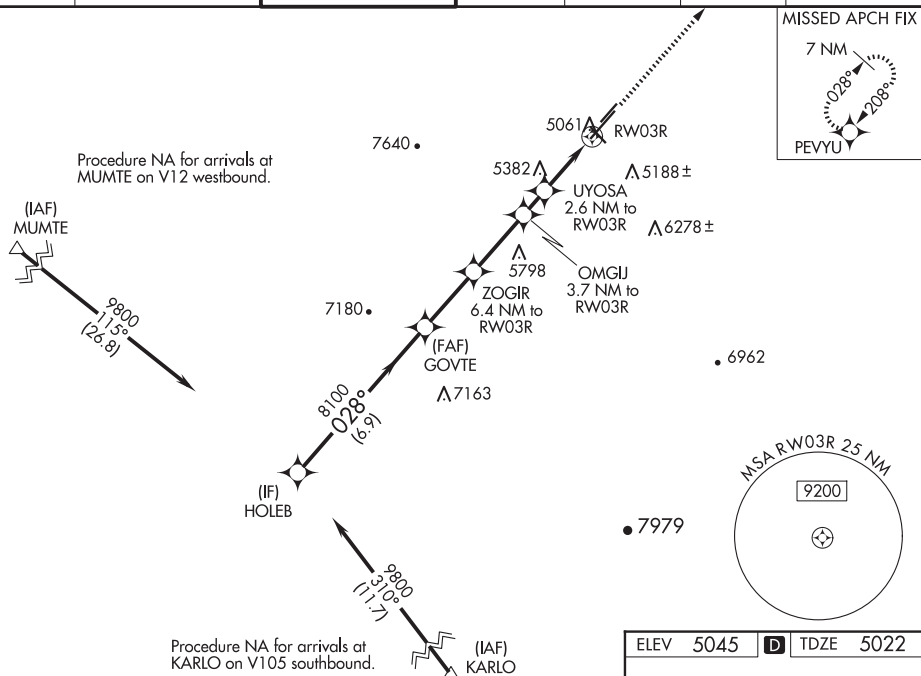 MISSED APCH FIX
7 NM
028°
208°
PEVYU
5061
RW03R
7640
5382
5188 ±
Procedure NA for arrivals at
MUMTE on V12 westbound.
UYOSA
2.6 NM to
RW03R
(IAF)
MUMTE
6278 ±
5798
OMGIJ
3.7 NM to
RW03R
ZOGIR
6.4 NM to
RW03R
9800
115°
(26.8)
7180
(FAF)
GOVTE
6962
7163
8100
028°
(6.9)
MSA RW03R 25 NM
9200
(IF)
HOLEB
7979
9800
310°
(11.7)
Procedure NA for arrivals at
KARLO on V105 southbound.
(IAF)
KARLO
ELEV 5045 D TDZE 5022